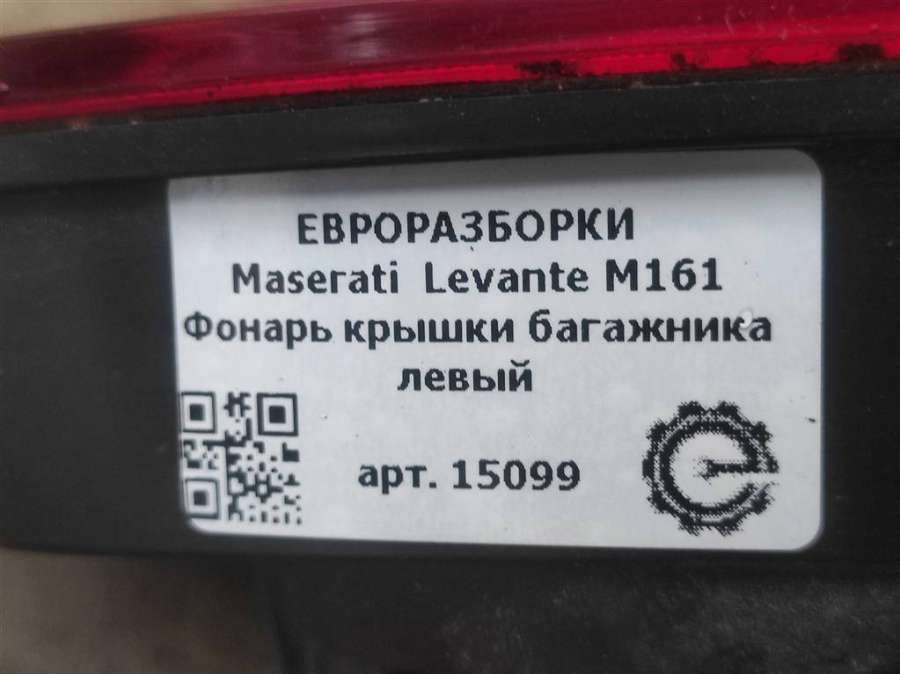 ЕВРОРАЗБОРКИ
Maserati Levante M161
Фонарь крышки багажника
левый
арт. 15099